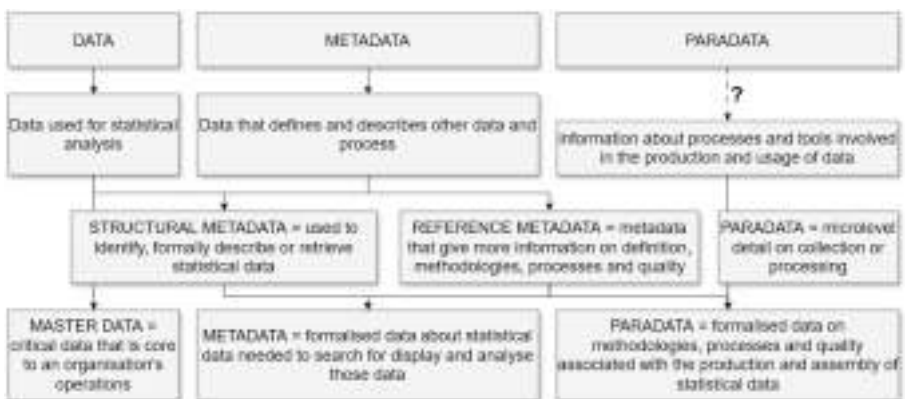 DATA
METADATA
PARADATA
?
Data used for statistical
analysis
Data that defines and describes other data and
process
Information about processes and tools involved
in the production and usage of data
STRUCTURAL METADATA = used to
identify, formally describe or retrieve
statistical data
REFERENCE METADATA = metadata
that give more information on definition,
methodologies, processes and quality
PARADATA = microlevel
detail on collection or
processing
MASTER DATA =
critical data that is core
to an organisation's
operations
METADATA = formalised data about statistical
data needed to search for display and analyse
those data
PARADATA = formalised data on
methodologies, processes and quality
associated with the production and assembly of
statistical data